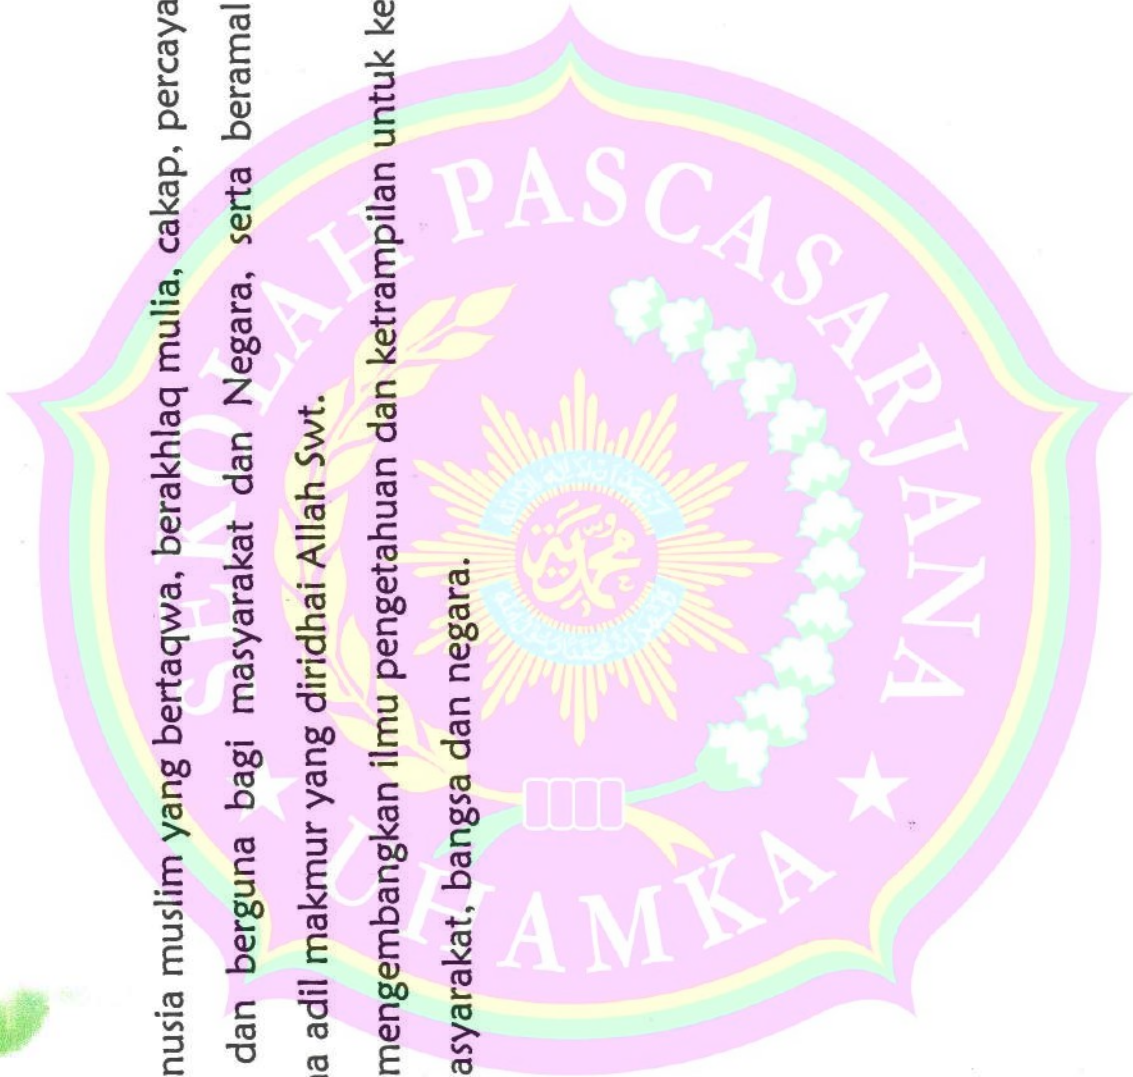 nusia muslim yang bertaqwa, berakhlaq mulia, cakap, percaya
dan berguna bagi masyarakat dan Negara, serta beramal
a adil makmur yang diridhai Allah Swt.
mengembangkan ilmu pengetahuan dan ketrampilan untuk ke
asyarakat, bangsa dan negara.
SEKOLAH PASCASARJANA
UHAMKA
محمدية